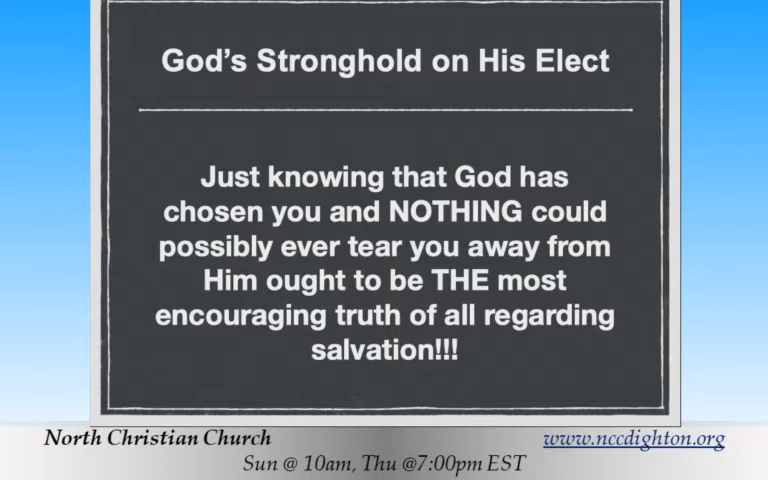 God's Stronghold on His Elect
Just knowing that God has
chosen you and NOTHING could
possibly ever tear you away from
Him ought to be THE most
encouraging truth of all regarding
salvation!!!
North Christian Church
www.nccdighton.org
Sun @ 10am, Thu @7:00pm EST